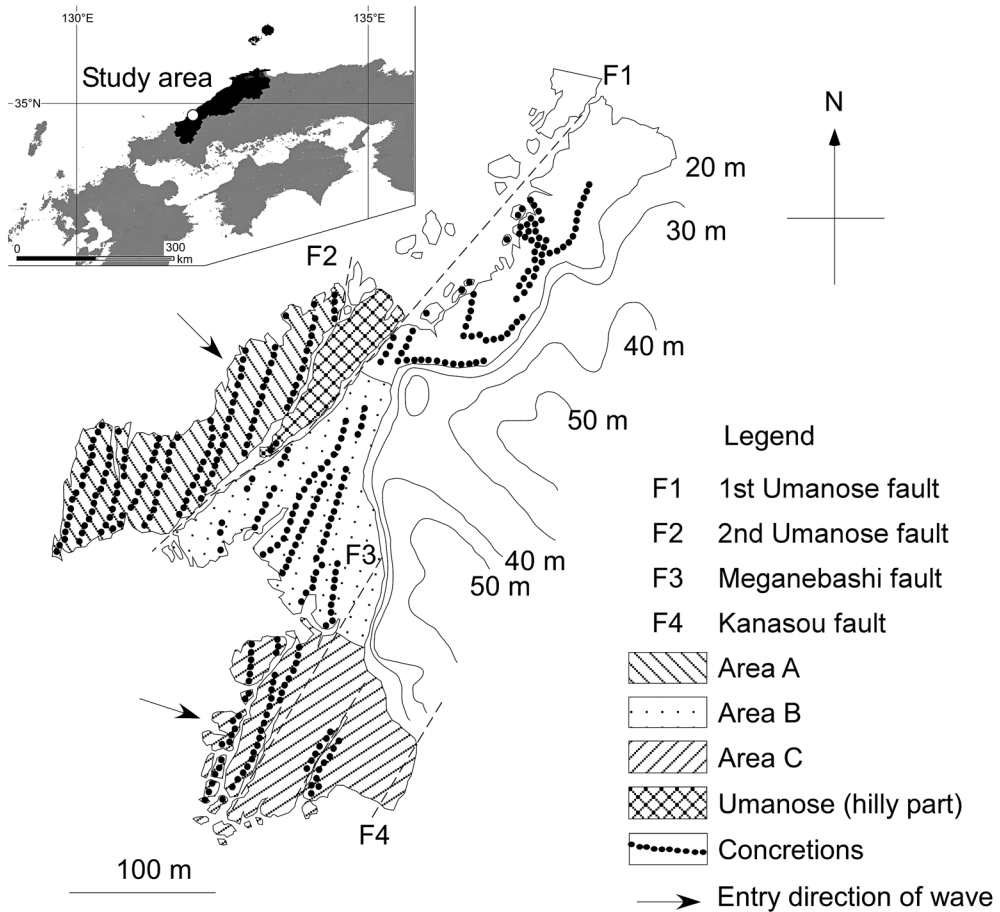 130°E
135°E
35°N
Study area
0
300
km
F1
N
20 m
30 m
F2
40 m
50 m
F3
40 m
50 m
F4
100 m
Legend
F1 1st Umanose fault
F2 2nd Umanose fault
F3 Meganebashi fault
F4 Kanasou fault
Area A
Area B
Area C
Umanose (hilly part)
Concretions
Entry direction of wave